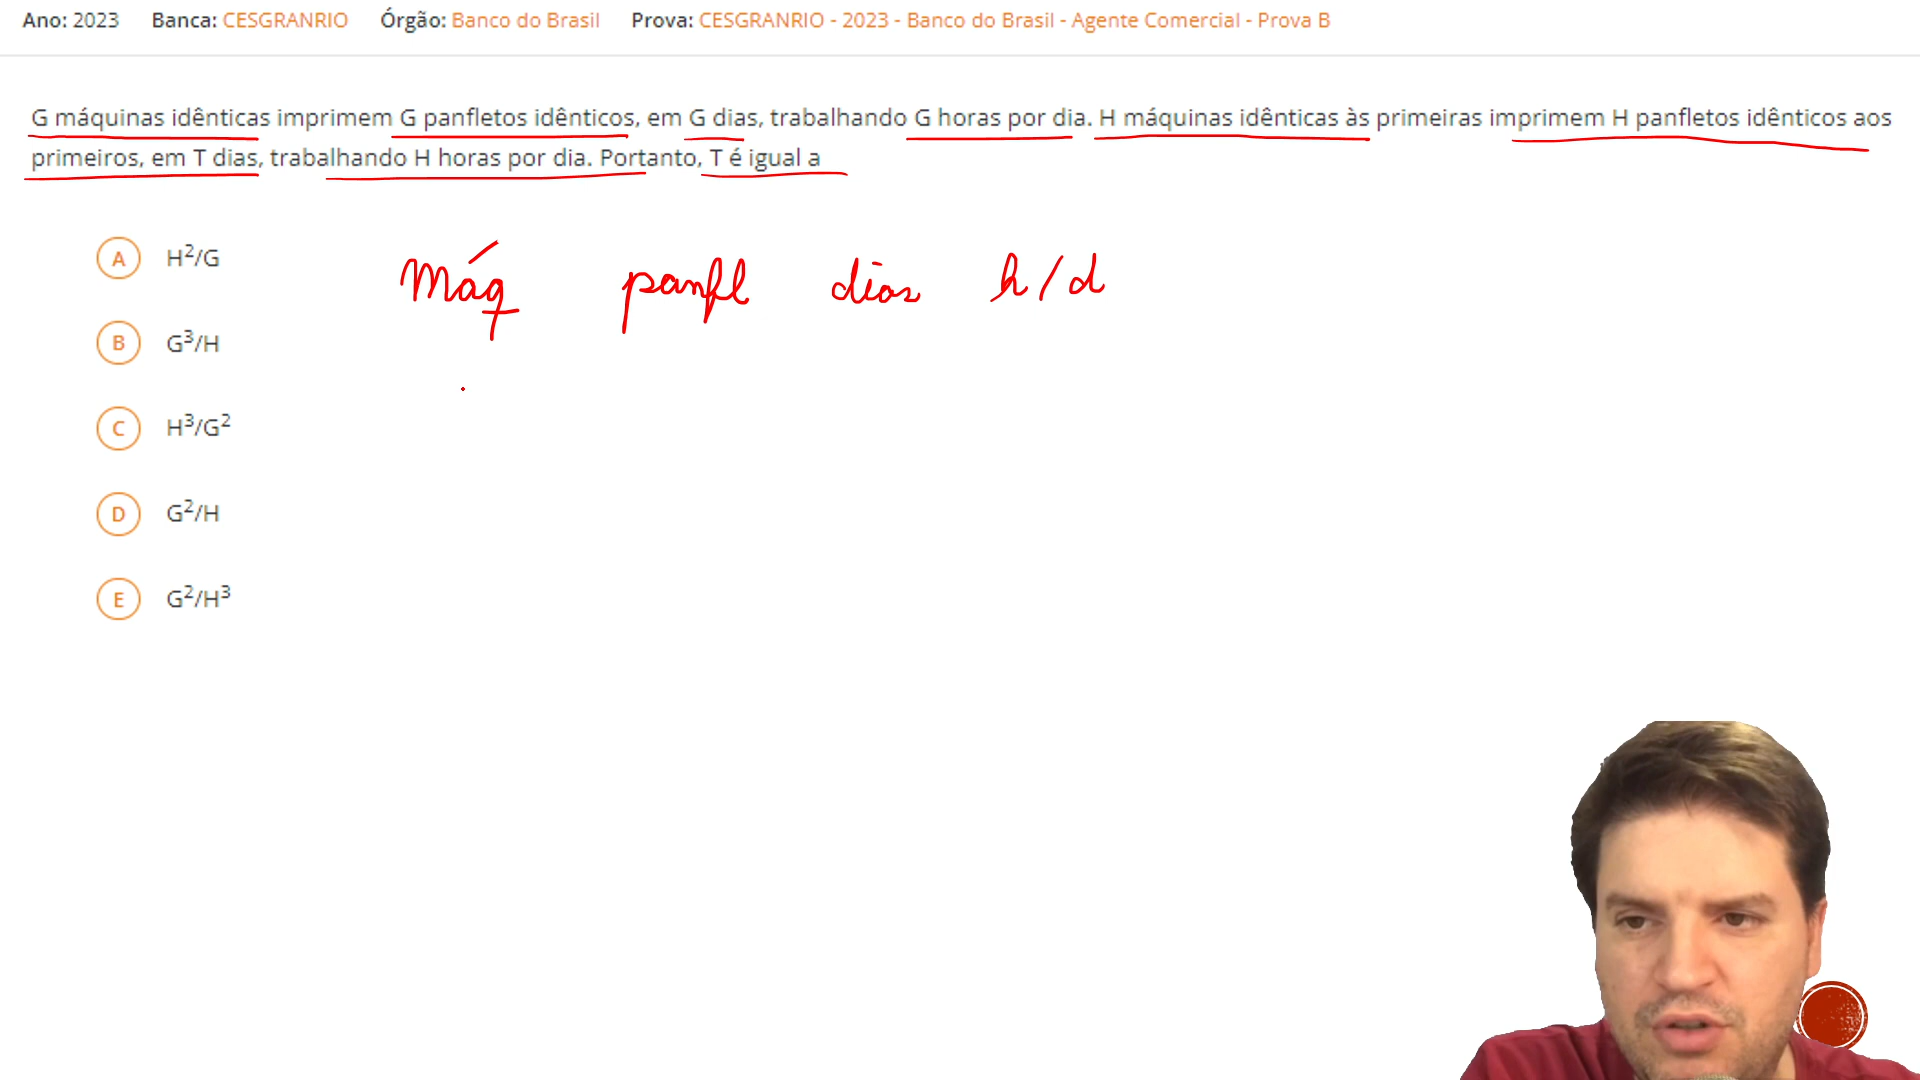 Ano: 2023 Banca: CESGRANRIO Órgão: Banco do Brasil Prova: CESGRANRIO - 2023 - Banco do Brasil - Agente Comercial - Prova B
G máquinas idênticas imprimem G panfletos idênticos, em G dias, trabalhando G horas por dia. H máquinas idênticas às primeiras imprimem H panfletos idênticos aos
primeiros, em T dias, trabalhando H horas por dia. Portanto, T é igual a
A H²/G
Máq panfl dias h/d
B G³/H
C H³/G²
D G²/H
E G²/H³